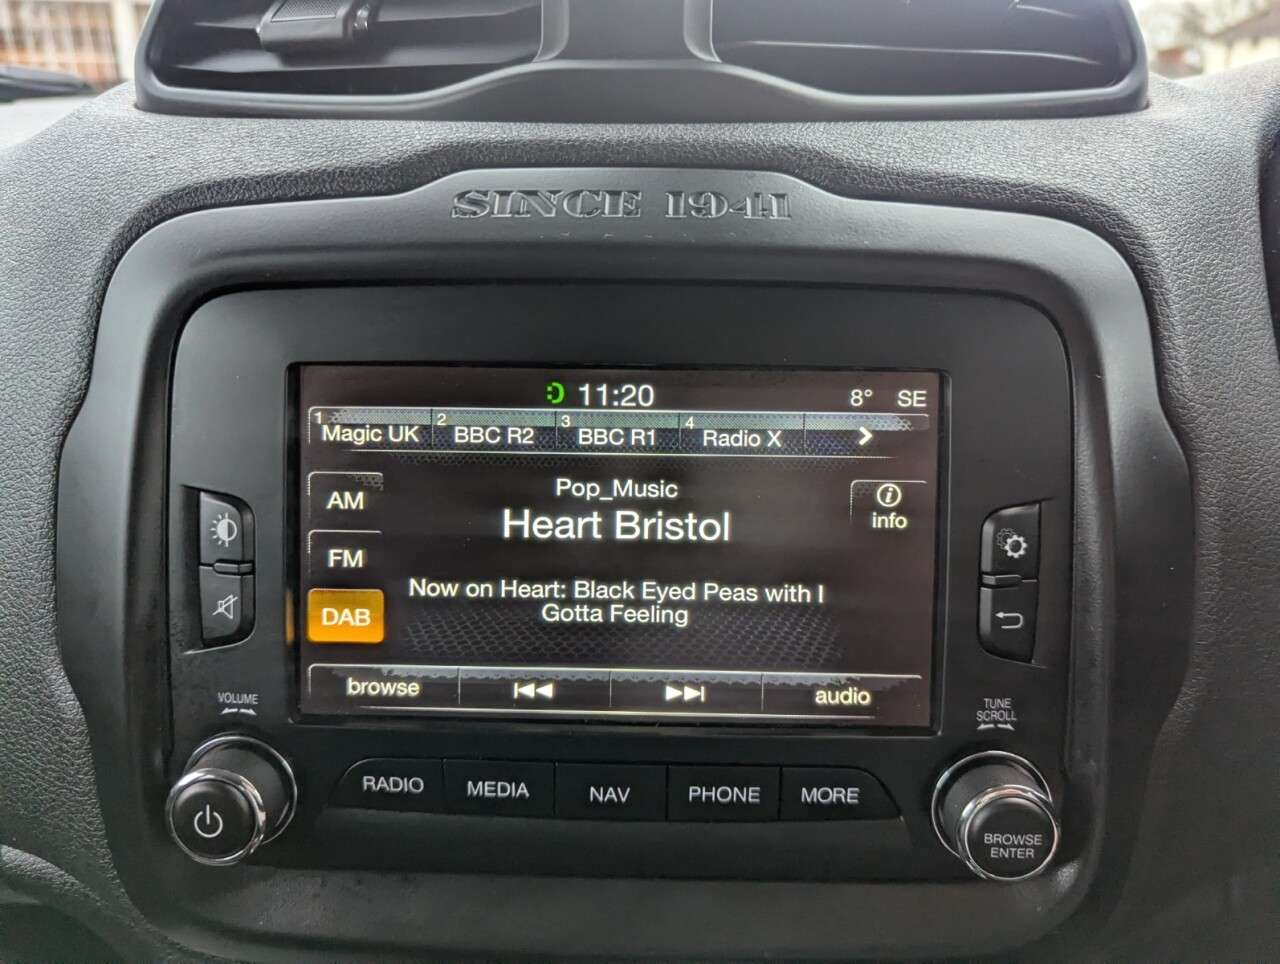 SINCE 1941
11:20
8° SE
1 Magic UK 2 BBC R2 3 BBC R1 4 Radio X
AM
FM
DAB
Pop_Music
Heart Bristol
Now on Heart: Black Eyed Peas with I
Gotta Feeling
i
info
browse
audio
VOLUME
TUNE
SCROLL
RADIO MEDIA NAV PHONE MORE
BROWSE
ENTER